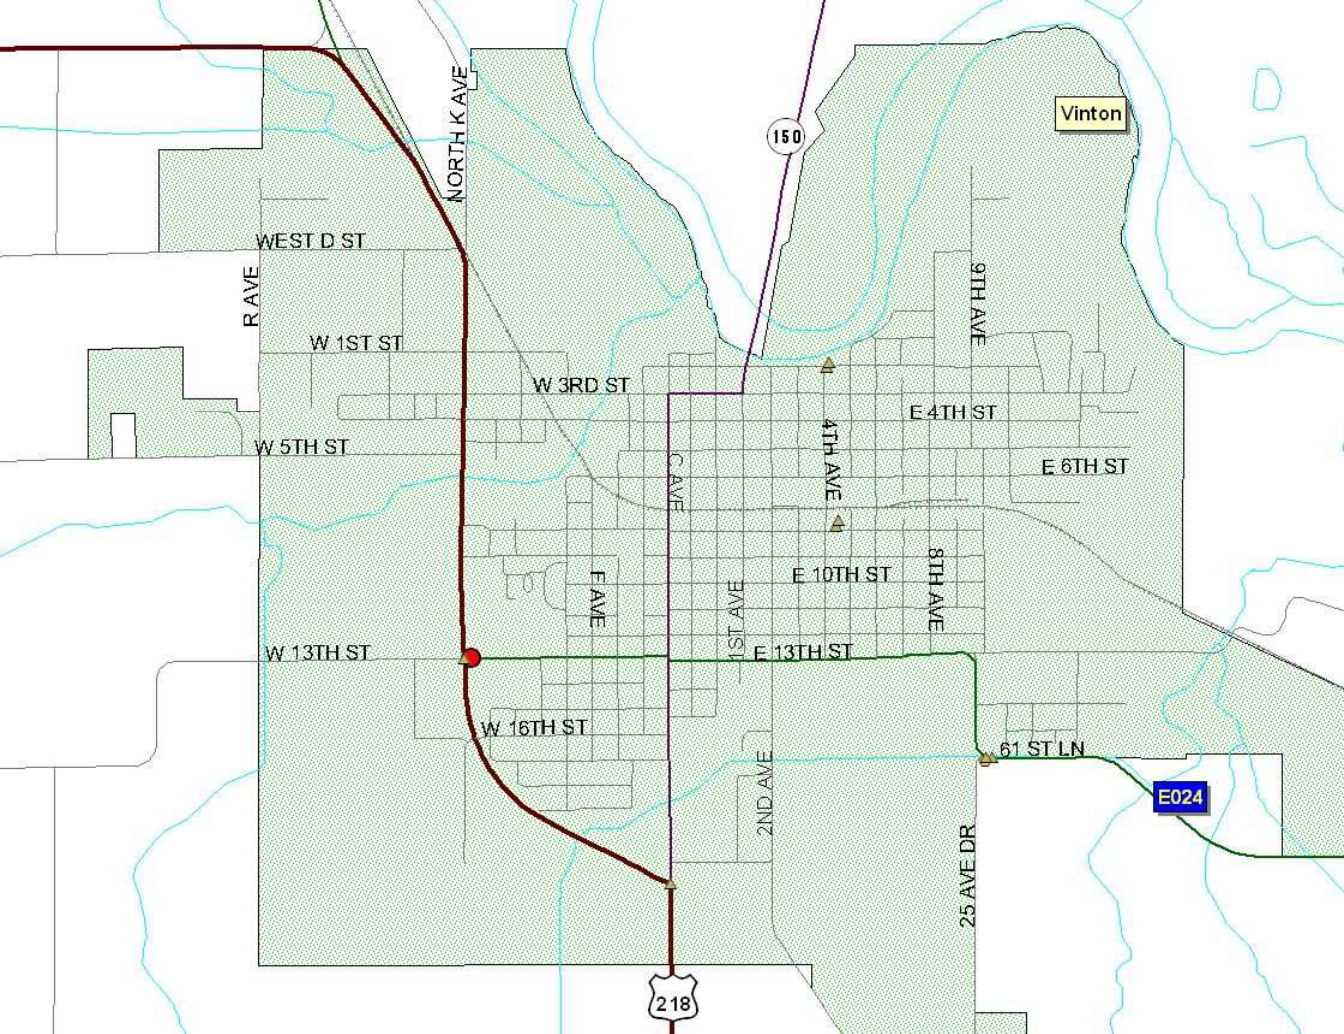 Vinton
NORTH K AVE
150
WEST D ST
R AVE
9TH AVE
W 1ST ST
W 3RD ST
E 4TH ST
W 5TH ST
4TH AVE
C AVE
E 6TH ST
E 10TH ST
8TH AVE
F AVE
1ST AVE
W 13TH ST
E 13TH ST
W 16TH ST
61 ST LN
2ND AVE
E024
25 AVE DR
218